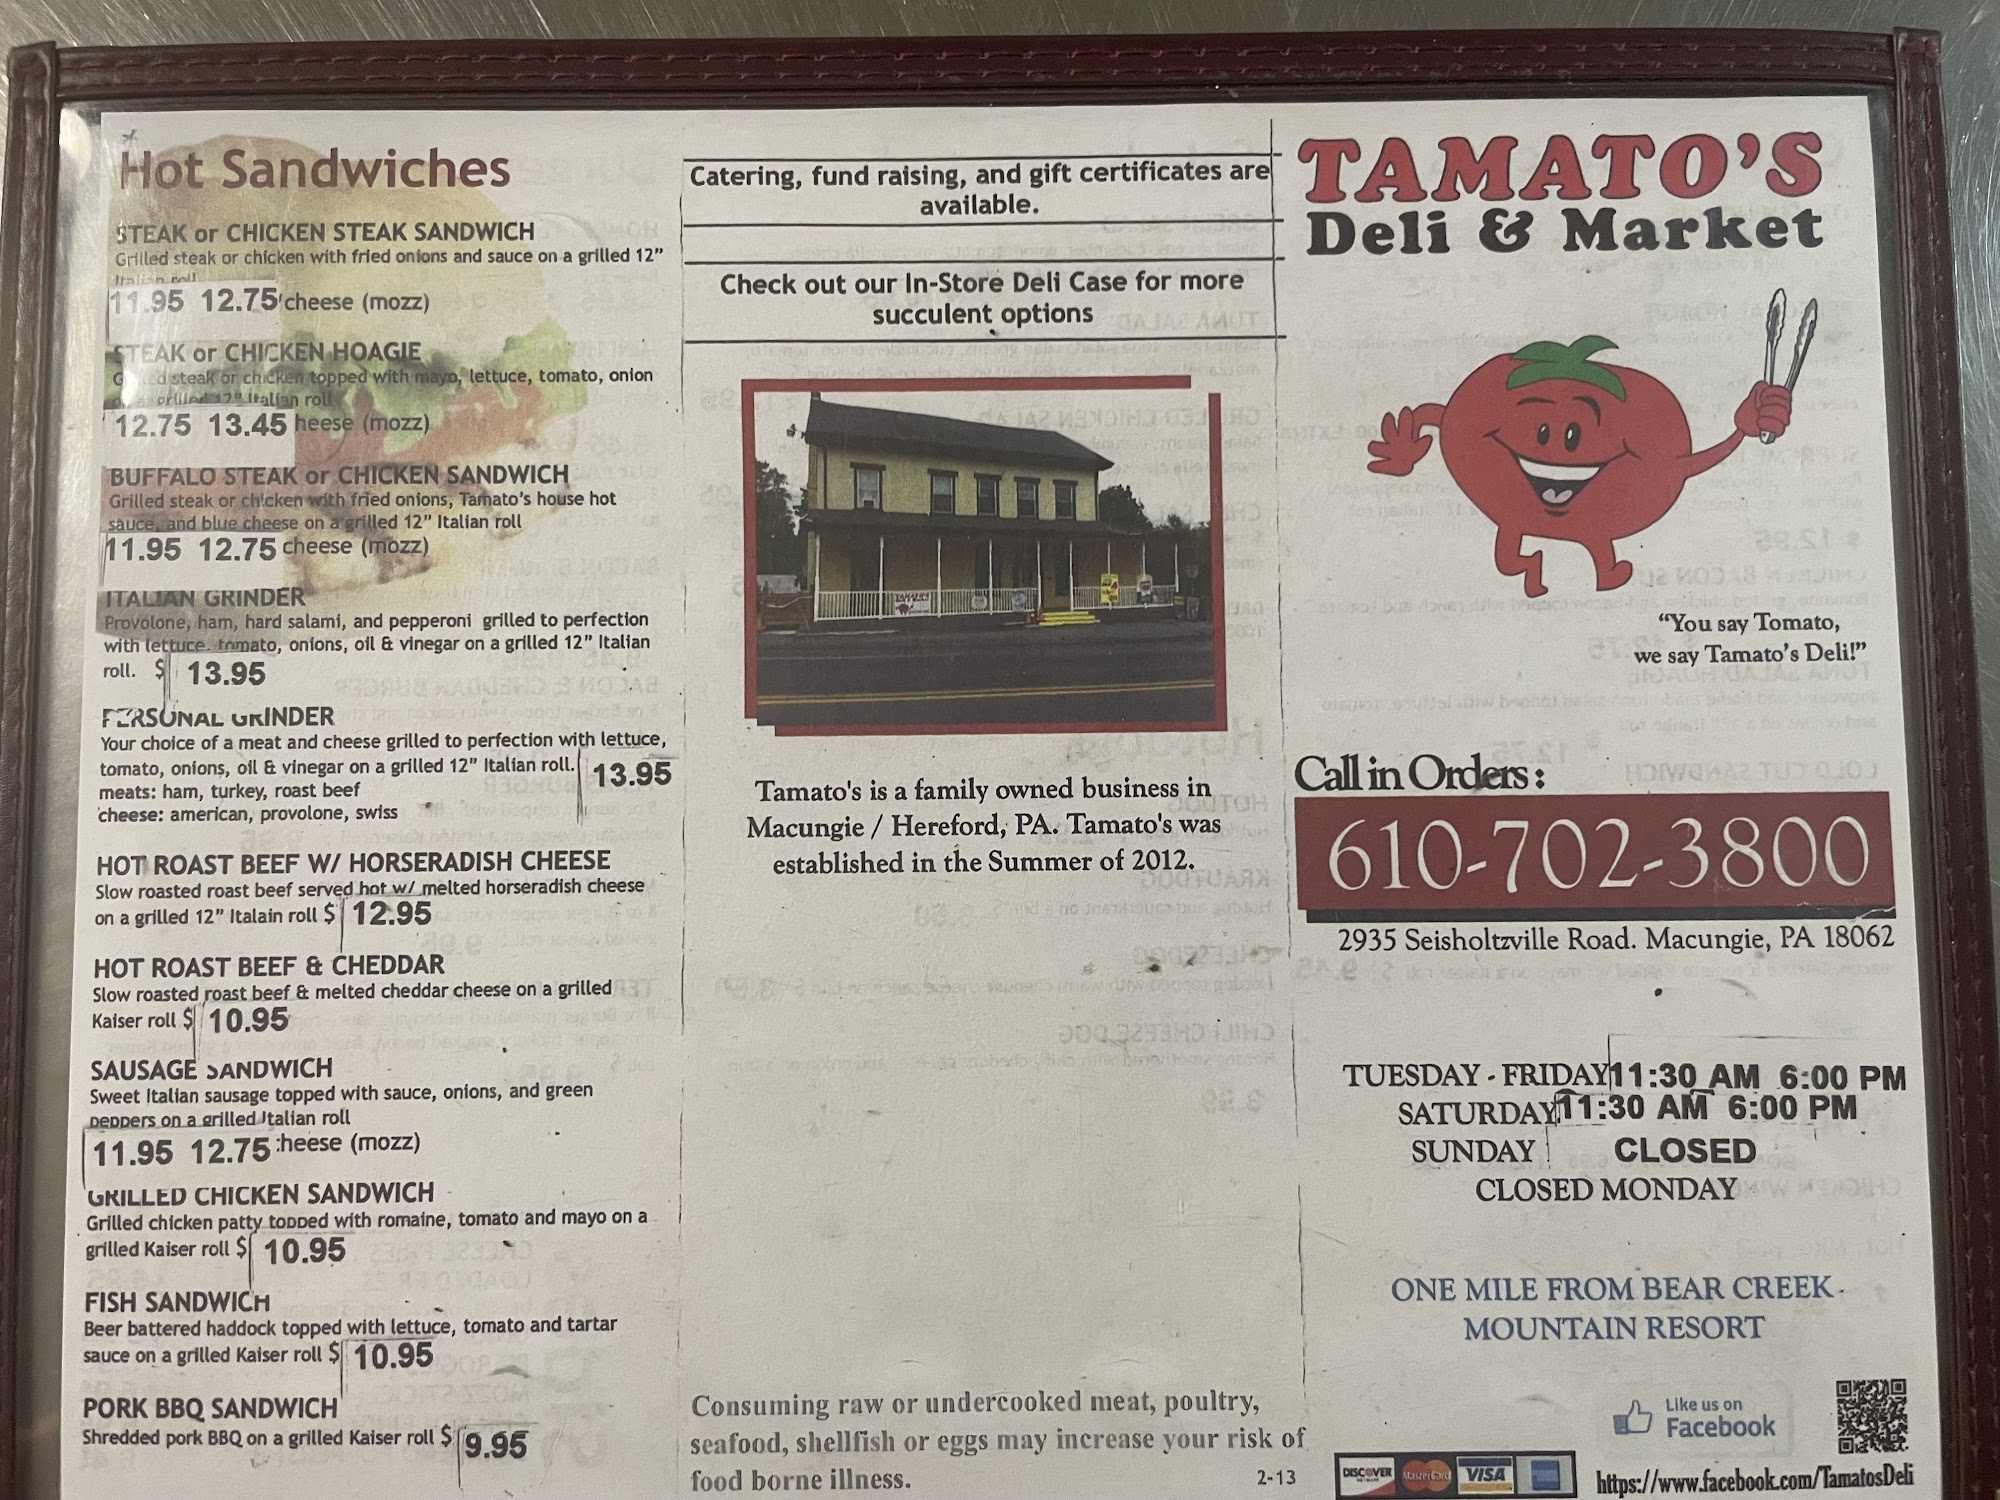 Hot Sandwiches
STEAK or CHICKEN STEAK SANDWICH
Grilled steak or chicken with fried onions and sauce on a grilled 12”
Italian roll
11.95 12.75 cheese (mozz)
STEAK or CHICKEN HOAGIE
steak or chicken topped with mayo, lettuce, tomato, onion
grilled 12” Italian roll
12.75 13.45 heese (mozz)
BUFFALO STEAK or CHICKEN SANDWICH
Grilled steak or chicken with fried onions, Tamato’s house hot
sauce, and blue cheese on a grilled 12” Italian roll
11.95 12.75 cheese (mozz)
ITALIAN GRINDER
Provolone, ham, hard salami, and pepperoni grilled to perfection
with lettuce, tomato, onions, oil & vinegar on a grilled 12” Italian
roll. $ 13.95
PERSONAL GRINDER
Your choice of a meat and cheese grilled to perfection with lettuce,
tomato, onions, oil & vinegar on a grilled 12” Italian roll. 13.95
meats: ham, turkey, roast beef
cheese: american, provolone, swiss
HOT ROAST BEEF W/ HORSERADISH CHEESE
Slow roasted roast beef served hot w/ melted horseradish cheese
on a grilled 12” Italain roll $ 12.95
HOT ROAST BEEF & CHEDDAR
Slow roasted roast beef & melted cheddar cheese on a grilled
Kaiser roll $ 10.95
SAUSAGE SANDWICH
Sweet Italian sausage topped with sauce, onions, and green
peppers on a grilled Italian roll
11.95 12.75 heese (mozz)
GRILLED CHICKEN SANDWICH
Grilled chicken patty topped with romaine, tomato and mayo on a
grilled Kaiser roll $ 10.95
FISH SANDWICH
Beer battered haddock topped with lettuce, tomato and tartar
sauce on a grilled Kaiser roll $ 10.95
PORK BBQ SANDWICH
Shredded pork BBQ on a grilled Kaiser roll $ 9.95
Catering, fund raising, and gift certificates are
available.
Check out our In-Store Deli Case for more
succulent options
Tamato's is a family owned business in
Macungie / Hereford, PA. Tamato's was
established in the Summer of 2012.
Consuming raw or undercooked meat, poultry,
seafood, shellfish or eggs may increase your risk of
food borne illness.
2-13
TAMATO’S
Deli & Market
“You say Tomato,
we say Tamato’s Deli!”
Call in Orders:
610-702-3800
2935 Seisholtzville Road. Macungie, PA 18062
TUESDAY - FRIDAY 11:30 AM 6:00 PM
SATURDAY 11:30 AM 6:00 PM
SUNDAY CLOSED
CLOSED MONDAY
ONE MILE FROM BEAR CREEK
MOUNTAIN RESORT
Like us on
Facebook
DISCOVER MasterCard VISA
https://www.facebook.com/TamatosDeli